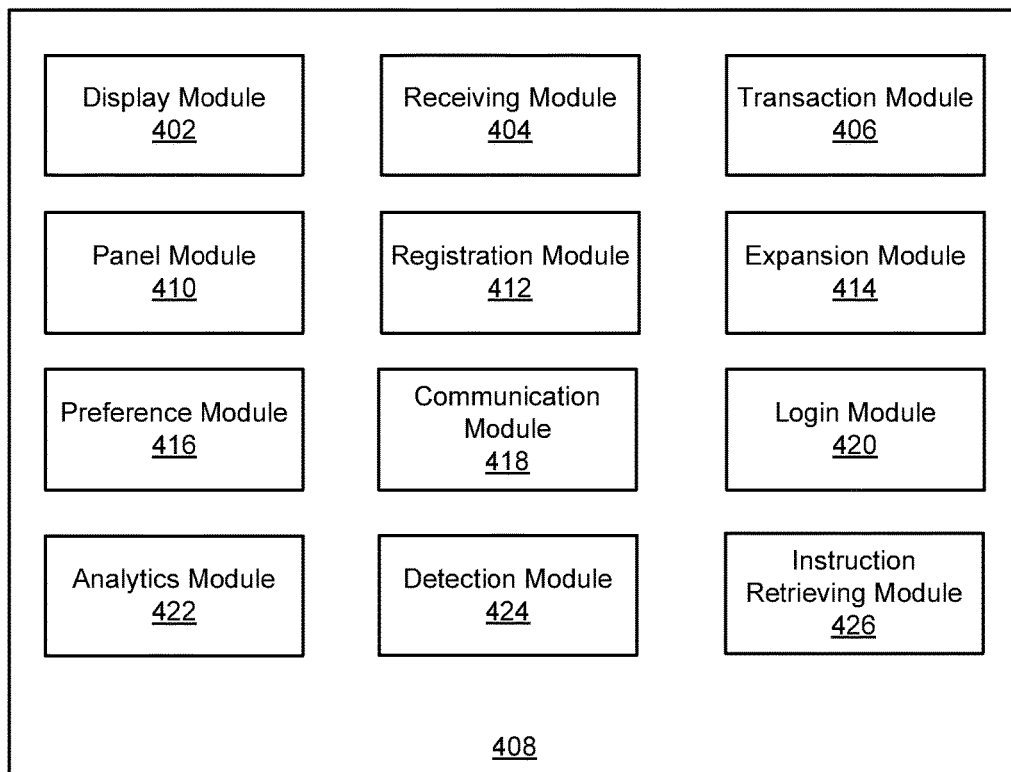 Display Module
402
Receiving Module
404
Transaction Module
406
Panel Module
410
Registration Module
412
Expansion Module
414
Preference Module
416
Communication
Module
418
Login Module
420
Analytics Module
422
Detection Module
424
Instruction
Retrieving Module
426
408